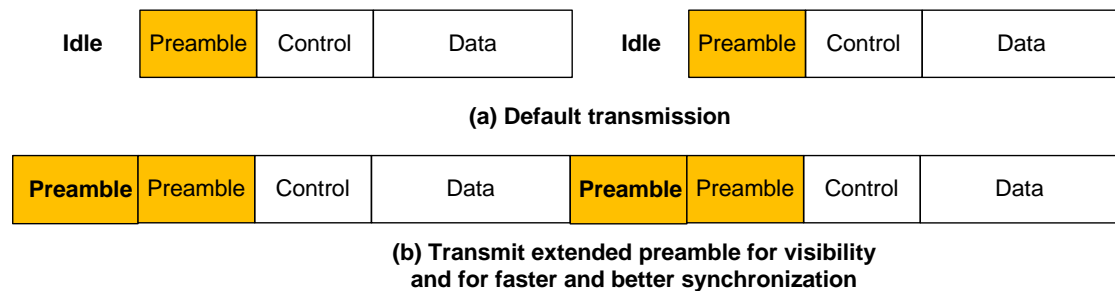 Idle Preamble Control Data Idle Preamble Control Data
(a) Default transmission
Preamble Preamble Control Data Preamble Preamble Control Data
(b) Transmit extended preamble for visibility
and for faster and better synchronization